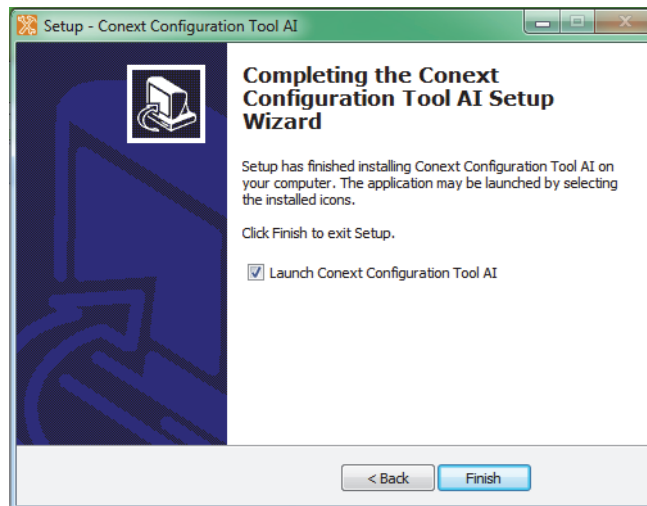 Setup - Conext Configuration Tool AI
Completing the Conext
Configuration Tool AI Setup
Wizard
Setup has finished installing Conext Configuration Tool AI on
your computer. The application may be launched by selecting
the installed icons.
Click Finish to exit Setup.
Launch Conext Configuration Tool AI
< Back
Finish